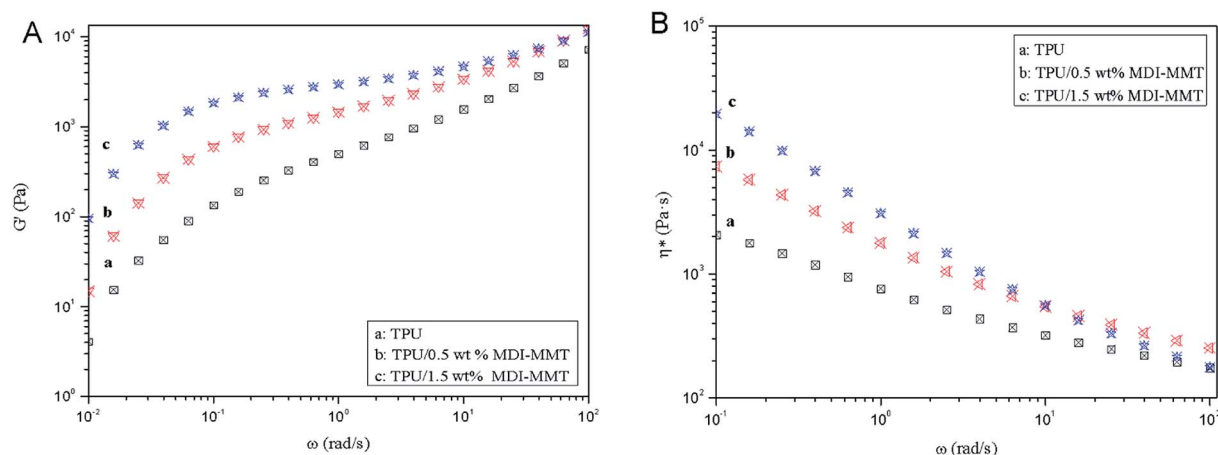 A
10⁴
10³
10²
10¹
10⁰
G' (Pa)
c
b
a
a: TPU
b: TPU/0.5 wt % MDI-MMT
c: TPU/1.5 wt% MDI-MMT
10⁻²
10⁻¹
10⁰
10¹
10²
ω (rad/s)
B
10⁵
10⁴
10³
10²
η* (Pa·s)
c
b
a
a: TPU
b: TPU/0.5 wt% MDI-MMT
c: TPU/1.5 wt% MDI-MMT
10⁻¹
10⁰
10¹
10²
ω (rad/s)